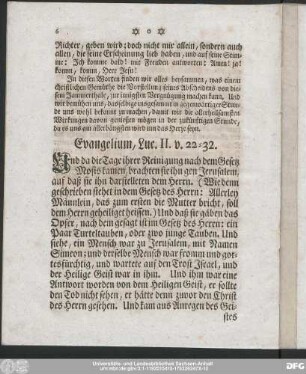 6
Richter, geben wird: doch nicht mir allein, sondern auch
allen, die seine Erscheinung lieb haben, und auf seine Stim-
me: Ich komme bald! mit Freuden antworten: Amen! ja!
komm, komm, Herr Jesu!
In diesen Worten finden wir alles beysammen, was einem
Christlichen Gemüthe bey Vorstellung seines Abschiedes von die-
sem Jammerthale, zu innigstem Vergnügung machen kann. Und
wir bemühen uns, dasjenige ausgesamt in gegenwärtiger Stun-
de uns wohl bekannt zu machen, damit wir die allerheilsamsten
Wirkungen davon geniessen mögen in der zukünftigen Stunde,
da es uns am allerbängsten wird um das Herze seyn.
Evangelium, Luc. II. v. 22-32.
Und da die Tage ihrer Reinigung nach dem Gesetz
Mosis kamen, brachten sie ihn gen Jerusalem,
auf daß sie ihn darstelleten dem Herrn. (Wie denn
geschrieben stehet in dem Gesetz des Herrn: Allerley
Männlein, das zum ersten die Mutter bricht, soll
dem Herrn geheiliget heissen.) Und daß sie gäben das
Opfer, nach dem gesagt ist im Gesetz des Herrn: ein
Paar Turteltauben, oder zwo junge Tauben. Und
siehe, ein Mensch war zu Jerusalem, mit Namen
Simeon; und derselbe Mensch war fromm und got-
tesfürchtig, und wartete auf den Trost Israel, und
der Heilige Geist war in ihm. Und ihm war eine
Antwort worden von dem Heiligen Geist, er sollte
den Tod nicht sehen, er hätte denn zuvor den Christ
des Herrn gesehen. Und kam aus Anregen des Gei-
stes